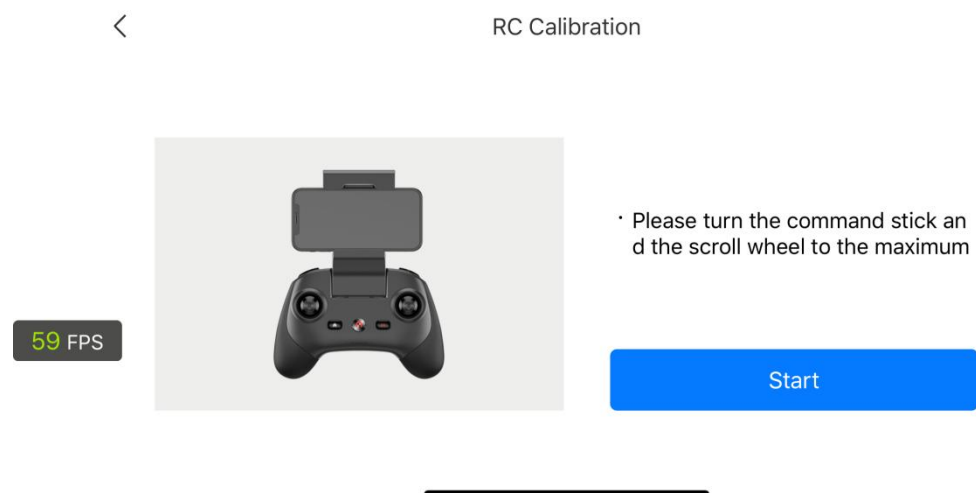 RC Calibration
· Please turn the command stick an
d the scroll wheel to the maximum
59 FPS
Start